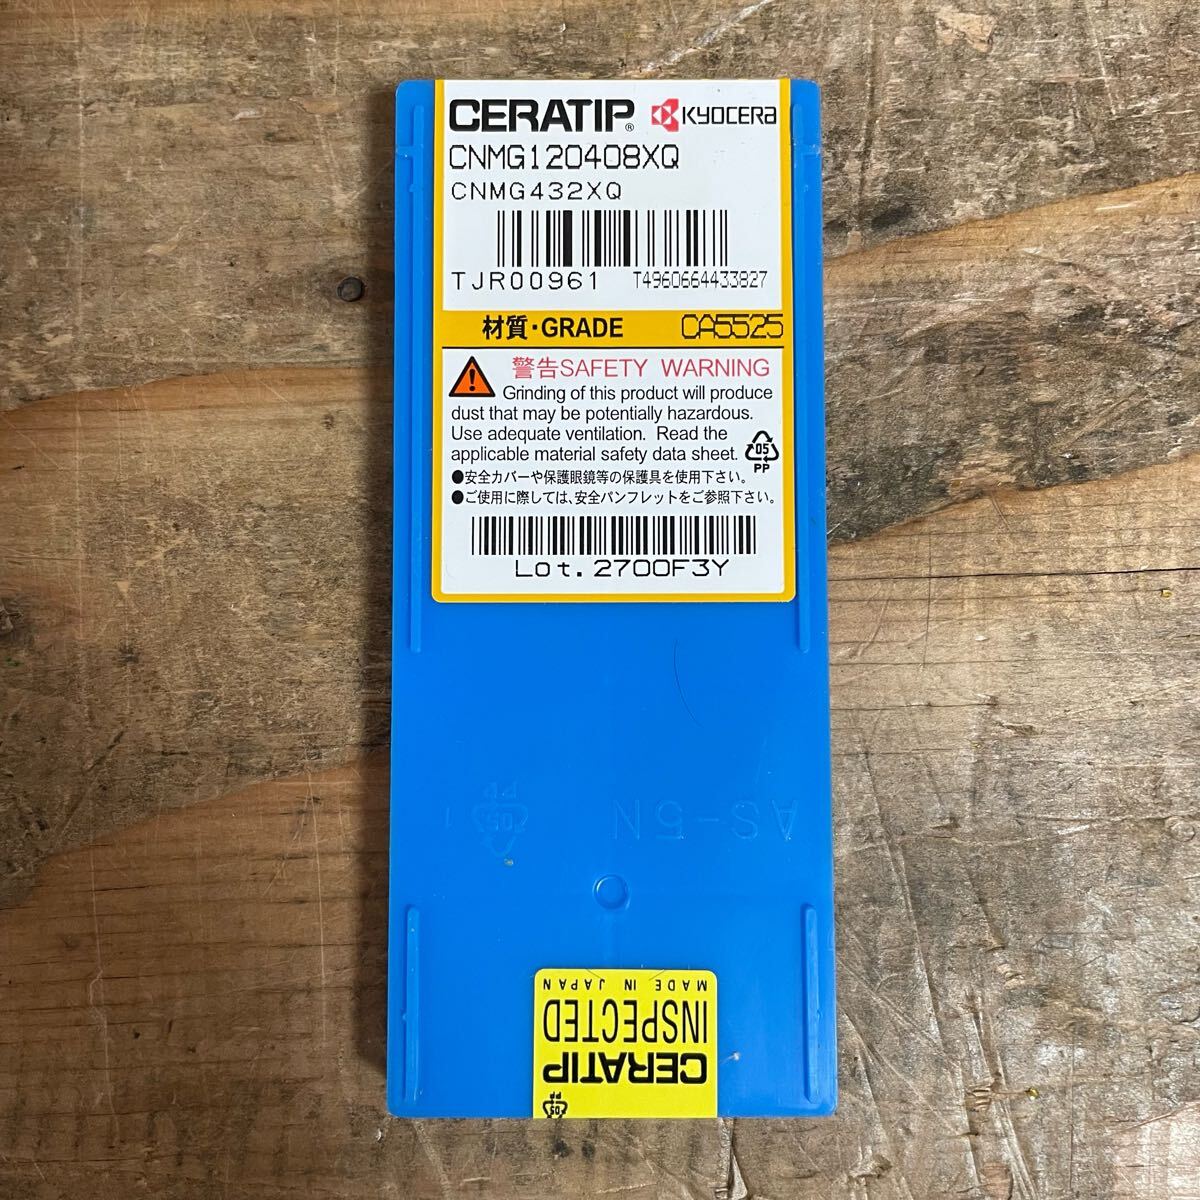 CERATIP® KYOCERA
CNMG120408XQ
CNMG432XQ
TJR00961 T4960664433827
材質・GRADE CA5525
警告SAFETY WARNING
Grinding of this product will produce
dust that may be potentially hazardous.
Use adequate ventilation. Read the
applicable material safety data sheet.
05
PP
●安全カバーや保護眼鏡等の保護具を使用下さい。
●ご使用に際しては、安全パンフレットをご参照下さい。
Lot. 2700F3Y
AS-5N
05
PP
1
CERATIP
INSPECTED
MADE IN JAPAN
05
PP